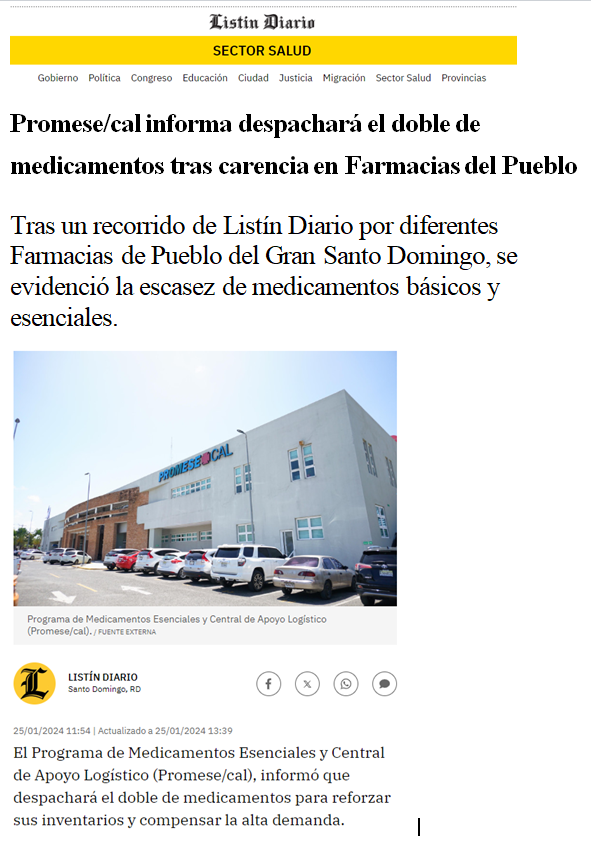 Listin Diario
SECTOR SALUD
Gobierno Política Congreso Educación Ciudad Justicia Migración Sector Salud Provincias
Promese/cal informa despachará el doble de
medicamentos tras carencia en Farmacias del Pueblo
Tras un recorrido de Listín Diario por diferentes
Farmacias de Pueblo del Gran Santo Domingo, se
evidenció la escasez de medicamentos básicos y
esenciales.
PROMESE CAL
Programa de Medicamentos Esenciales y Central de Apoyo Logístico
(Promese/cal). / FUENTE EXTERNA
L
LISTÍN DIARIO
Santo Domingo, RD
25/01/2024 11:54 | Actualizado a 25/01/2024 13:39
El Programa de Medicamentos Esenciales y Central
de Apoyo Logístico (Promese/cal), informó que
despachará el doble de medicamentos para reforzar
sus inventarios y compensar la alta demanda.